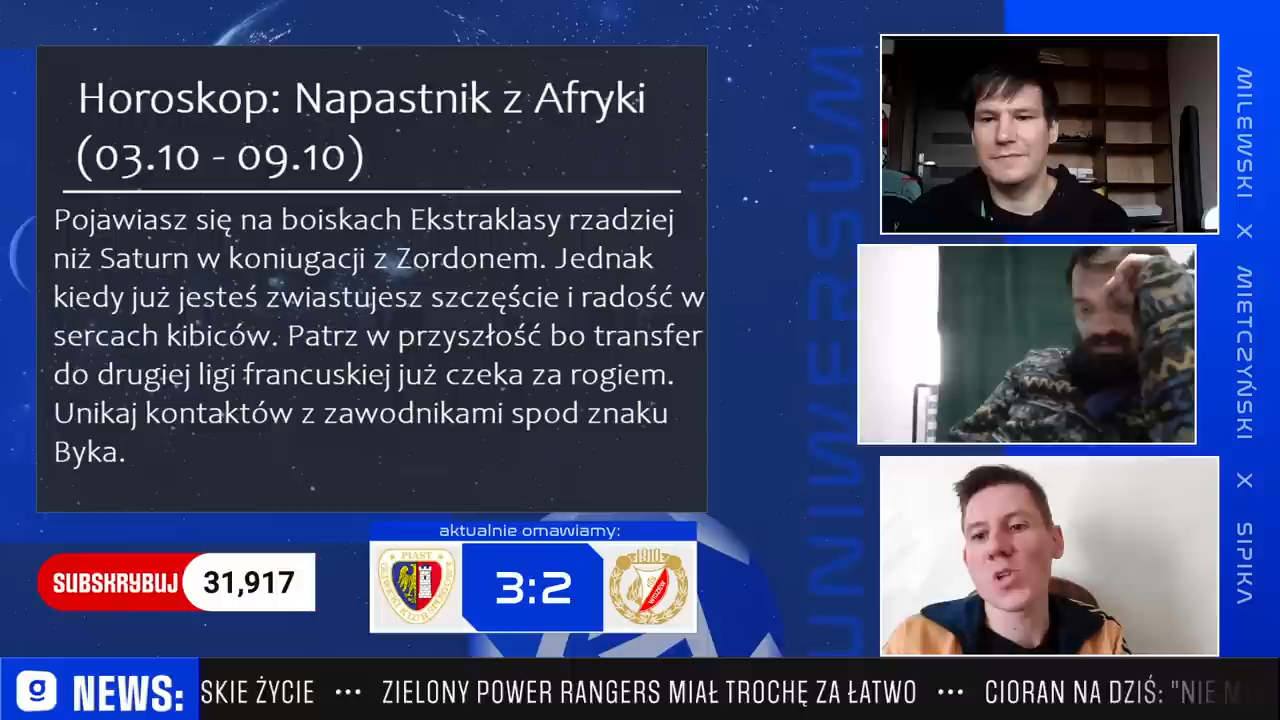 Horoskop: Napastnik z Afryki
(03.10 - 09.10)
Pojawiasz się na boiskach Ekstraklasy rzadziej
niż Saturn w koniugacji z Zordonem. Jednak
kiedy już jesteś zwiastujesz szczęście i radość w
sercach kibiców. Patrz w przyszłość bo transfer
do drugiej ligi francuskiej już czeka za rogiem.
Unikaj kontaktów z zawodnikami spod znaku
Byka.
UNIWERSUM
MILEWSKI X MIETCZYŃSKI X SIPIKA
aktualnie omawiamy:
PIAST
3:2
1910
WIDZEW
SUBSKRYBUJ 31,917
g NEWS: SKIE ŻYCIE ••• ZIELONY POWER RANGERS MIAŁ TROCHĘ ZA ŁATWO ••• CIORAN NA DZIŚ: "NIE